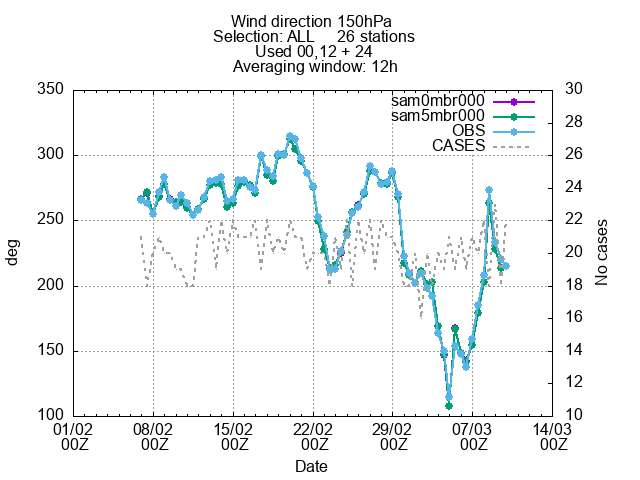 Wind direction 150hPa
Selection: ALL 26 stations
Used 00,12 + 24
Averaging window: 12h
sam0mbr000
sam5mbr000
OBS
CASES
350
300
250
200
150
100
deg
30
28
26
24
22
20
18
16
14
12
10
No cases
01/02 08/02 15/02 22/02 29/02 07/03 14/03
00Z 00Z 00Z 00Z 00Z 00Z 00Z
Date